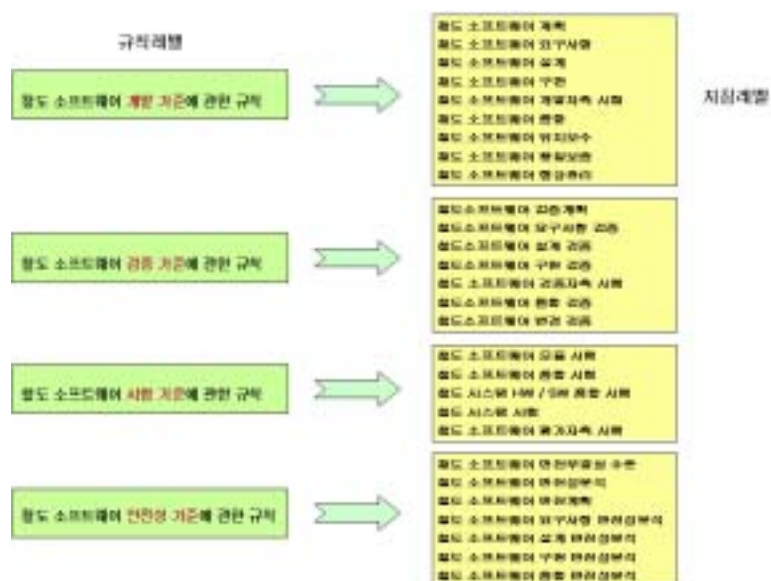 규칙레벨
지침레벨
철도 소프트웨어 개발 기준에 관한 규칙
철도 소프트웨어 계획
철도 소프트웨어 요구사항
철도 소프트웨어 설계
철도 소프트웨어 구현
철도 소프트웨어 개발자측 시험
철도 소프트웨어 통합
철도 소프트웨어 유지보수
철도 소프트웨어 품질보증
철도 소프트웨어 형상관리
철도 소프트웨어 검증 기준에 관한 규칙
철도소프트웨어 검증계획
철도 소프트웨어 요구사항 검증
철도 소프트웨어 설계 검증
철도 소프트웨어 구현 검증
철도 소프트웨어 검증자측 시험
철도소프트웨어 통합 검증
철도소프트웨어 변경 검증
철도 소프트웨어 시험 기준에 관한 규칙
철도 소프트웨어 모듈 시험
철도 소프트웨어 통합 시험
철도 시스템 HW / SW 통합 시험
철도 시스템 시험
철도 소프트웨어 평가자측 시험
철도 소프트웨어 안전성 기준에 관한 규칙
철도 소프트웨어 안전무결성 수준
철도 소프트웨어 안전성분석
철도 소프트웨어 안전계획
철도 소프트웨어 요구사항 안전성분석
철도 소프트웨어 설계 안전성분석
철도 소프트웨어 구현 안전성분석
철도 소프트웨어 통합 안전성분석